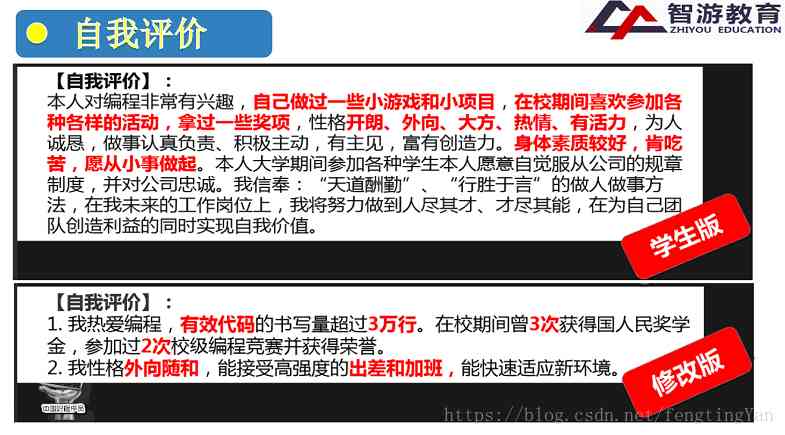 自我评价
智游教育
ZHIYOU EDUCATION
【自我评价】:
本人对编程非常有兴趣，自己做过一些小游戏和小项目，在校期间喜欢参加各
种各样的活动，拿过一些奖项，性格开朗、外向、大方、热情、有活力，为人
诚恳，做事认真负责、积极主动，有主见，富有创造力。身体素质较好，肯吃
苦，愿从小事做起。本人大学期间参加各种学生本人愿意自觉服从公司的规章
制度，并对公司忠诚。我信奉：“天道酬勤”、“行胜于言”的做人做事方
法，在我未来的工作岗位上，我将努力做到人尽其才、才尽其能，在为自己团
队创造利益的同时实现自我价值。
学生版
【自我评价】:
1. 我热爱编程，有效代码的书写量超过3万行。在校期间曾3次获得国人民奖学
金，参加过2次校级编程竞赛并获得荣誉。
2. 我性格外向随和，能接受高强度的出差和加班，能快速适应新环境。
修改版
中国好程序员
https://blog.csdn.net/fengtingYan